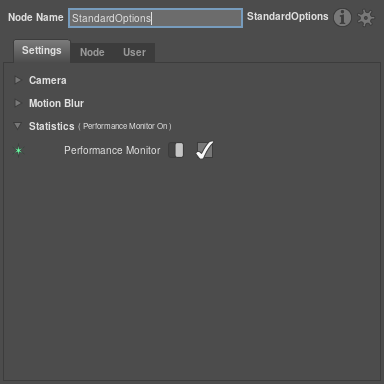 Node Name StandardOptions StandardOptions
Settings Node User
Camera
Motion Blur
Statistics ( Performance Monitor On )
Performance Monitor